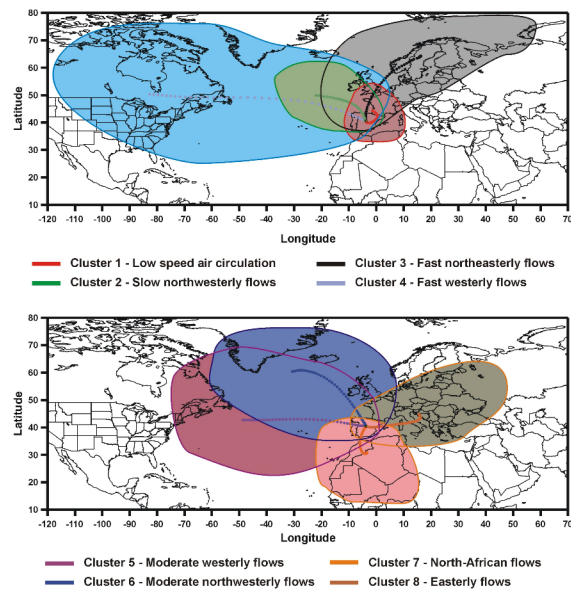 80
70
60
50
40
30
20
10
Latitude
-120 -110 -100 -90 -80 -70 -60 -50 -40 -30 -20 -10 0 10 20 30 40 50 60 70
Longitude
Cluster 1 - Low speed air circulation
Cluster 3 - Fast northeasterly flows
Cluster 2 - Slow northwesterly flows
Cluster 4 - Fast westerly flows
80
70
60
50
40
30
20
10
Latitude
-120 -110 -100 -90 -80 -70 -60 -50 -40 -30 -20 -10 0 10 20 30 40 50 60 70
Longitude
Cluster 5 - Moderate westerly flows
Cluster 7 - North-African flows
Cluster 6 - Moderate northwesterly flows
Cluster 8 - Easterly flows